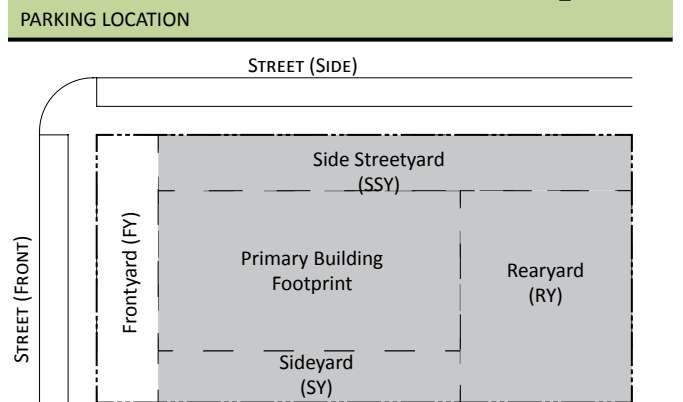 PARKING LOCATION
STREET (SIDE)
Side Streetyard
(SSY)
STREET (FRONT)
Frontyard (FY)
Primary Building
Footprint
Rearyard
(RY)
Sideyard
(SY)